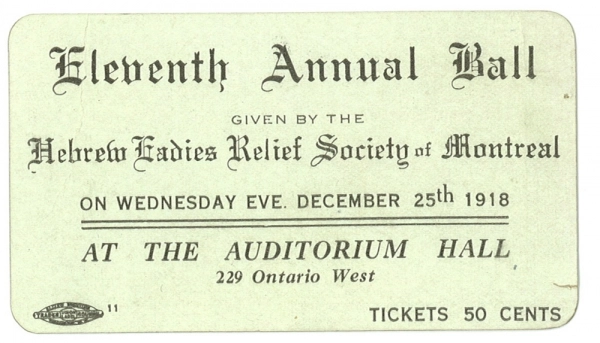 Eleventh Annual Ball
GIVEN BY THE
Hebrew Ladies Relief Society of Montreal
ON WEDNESDAY EVE. DECEMBER 25th 1918
AT THE AUDITORIUM HALL
229 Ontario West
11
TICKETS 50 CENTS